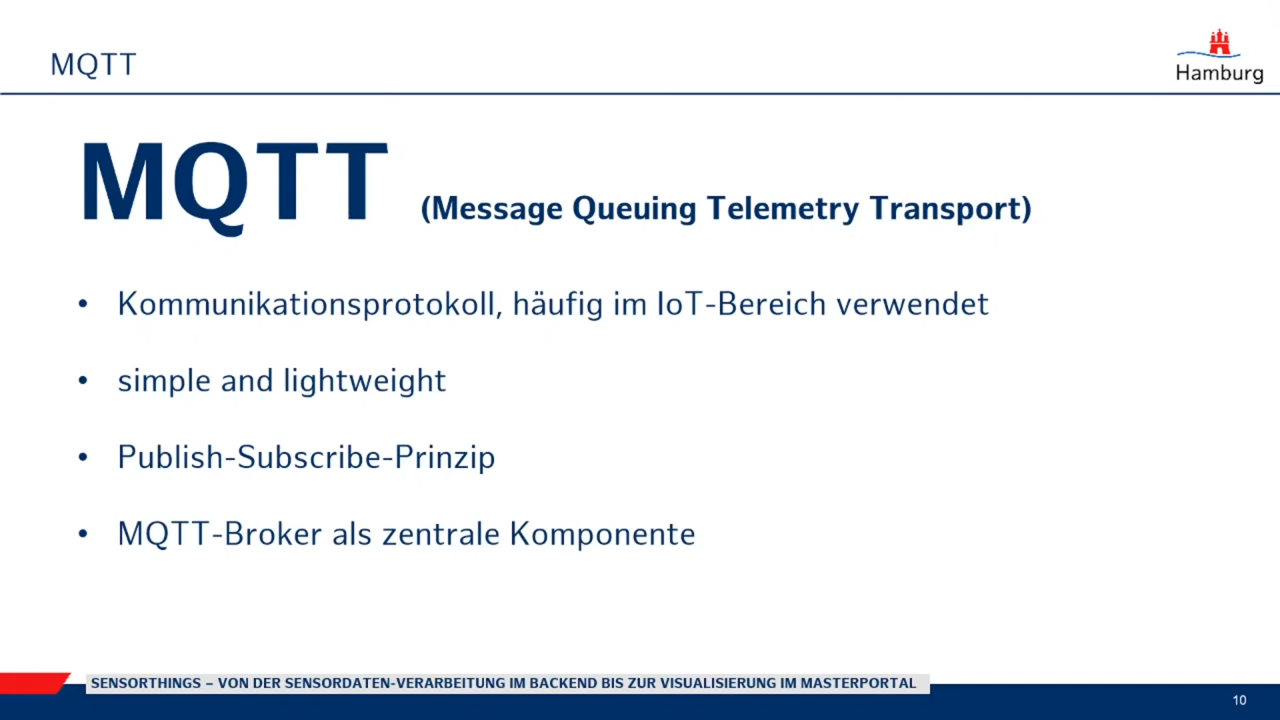 MQTT
Hamburg
MQTT (Message Queuing Telemetry Transport)
• Kommunikationsprotokoll, häufig im IoT-Bereich verwendet
• simple and lightweight
• Publish-Subscribe-Prinzip
• MQTT-Broker als zentrale Komponente
SENSORTHINGS – VON DER SENSORDATEN-VERARBEITUNG IM BACKEND BIS ZUR VISUALISIERUNG IM MASTERPORTAL
10